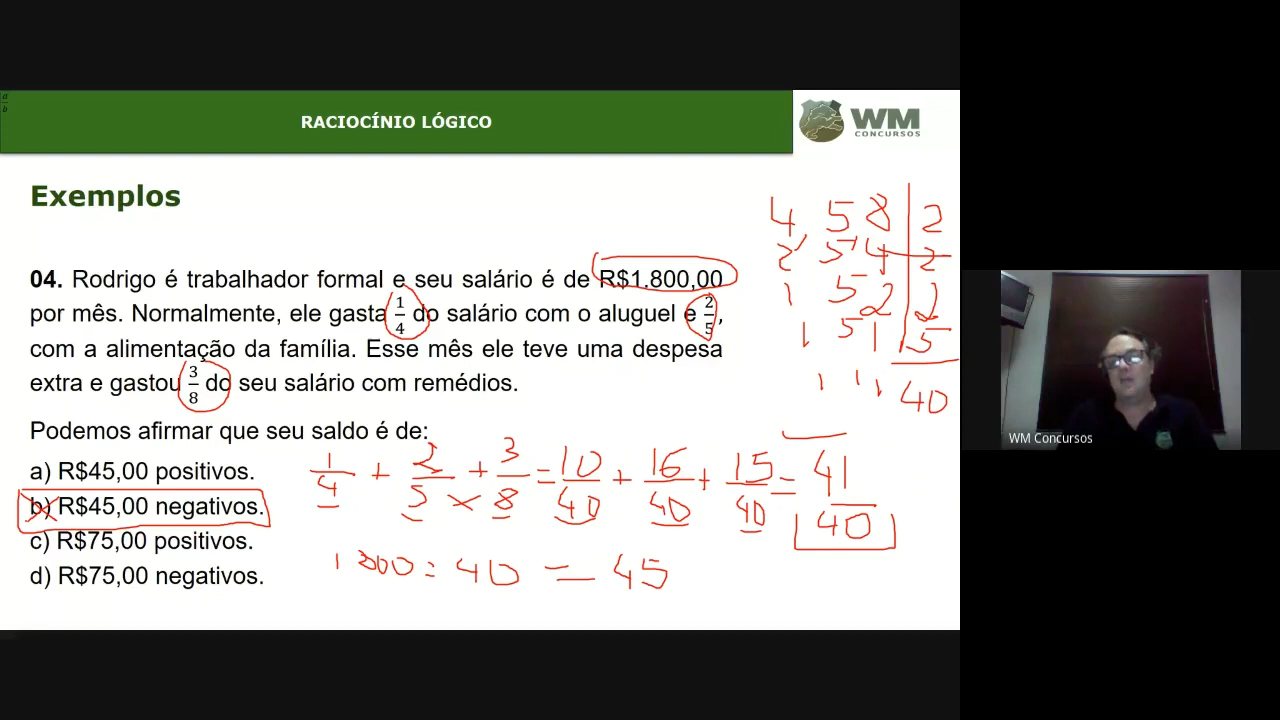 a
b
RACIOCÍNIO LÓGICO
WM
CONCURSOS
Exemplos
04. Rodrigo é trabalhador formal e seu salário é de R$1.800,00
por mês. Normalmente, ele gasta 1/4 do salário com o aluguel e 2/5,
com a alimentação da família. Esse mês ele teve uma despesa
extra e gastou 3/8 do seu salário com remédios.
Podemos afirmar que seu saldo é de:
a) R$45,00 positivos.
b) R$45,00 negativos.
c) R$75,00 positivos.
d) R$75,00 negativos.
1/4 + 2/5 + 3/8 = 10/40 + 16/40 + 15/40 = 41/40
1800 : 40 = 45
4, 5 8 | 2
2, 5, 4 | 2
1 5 2 | 2
1 5 1 | 5
1 1 1 40
WM Concursos